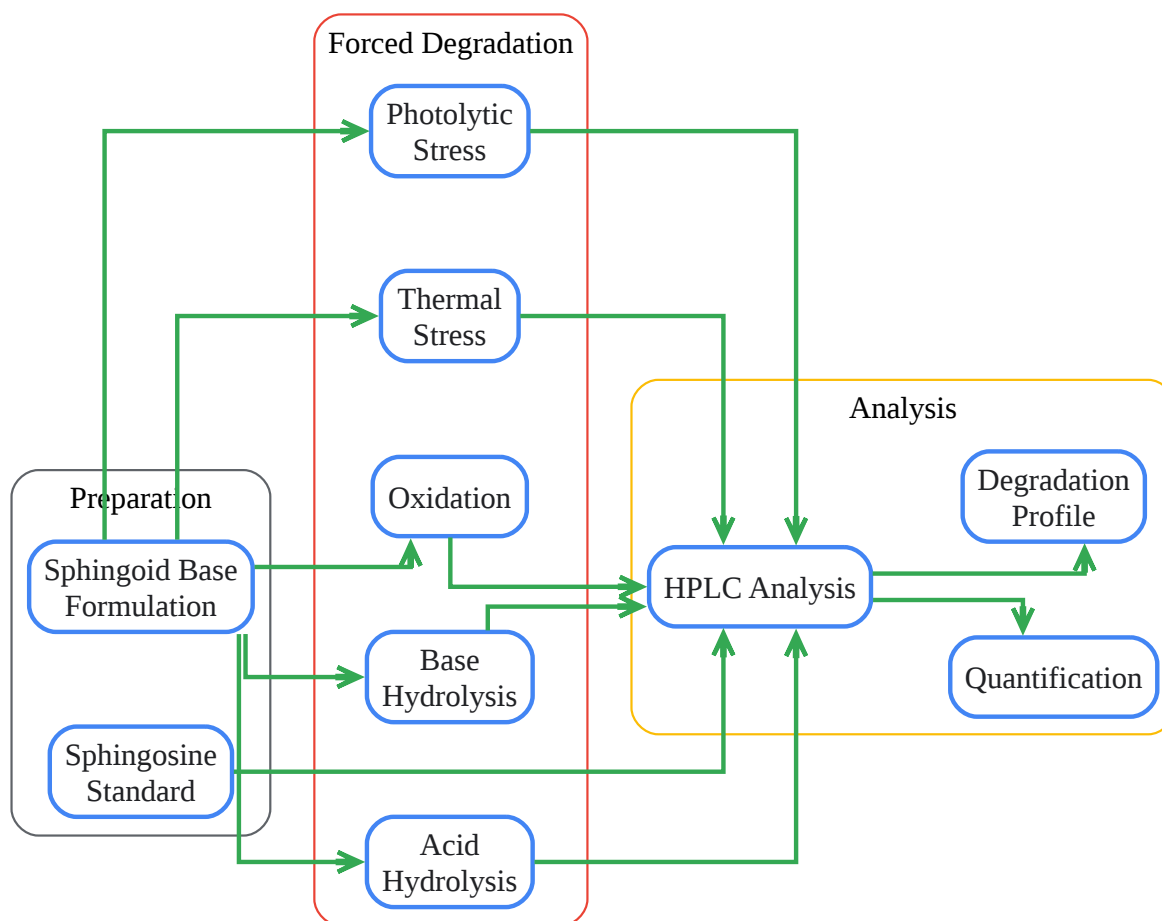 Forced Degradation
Photolytic
Stress
Thermal
Stress
Analysis
Preparation
Oxidation
Degradation
Profile
Sphingoid Base
Formulation
HPLC Analysis
Base
Hydrolysis
Quantification
Sphingosine
Standard
Acid
Hydrolysis